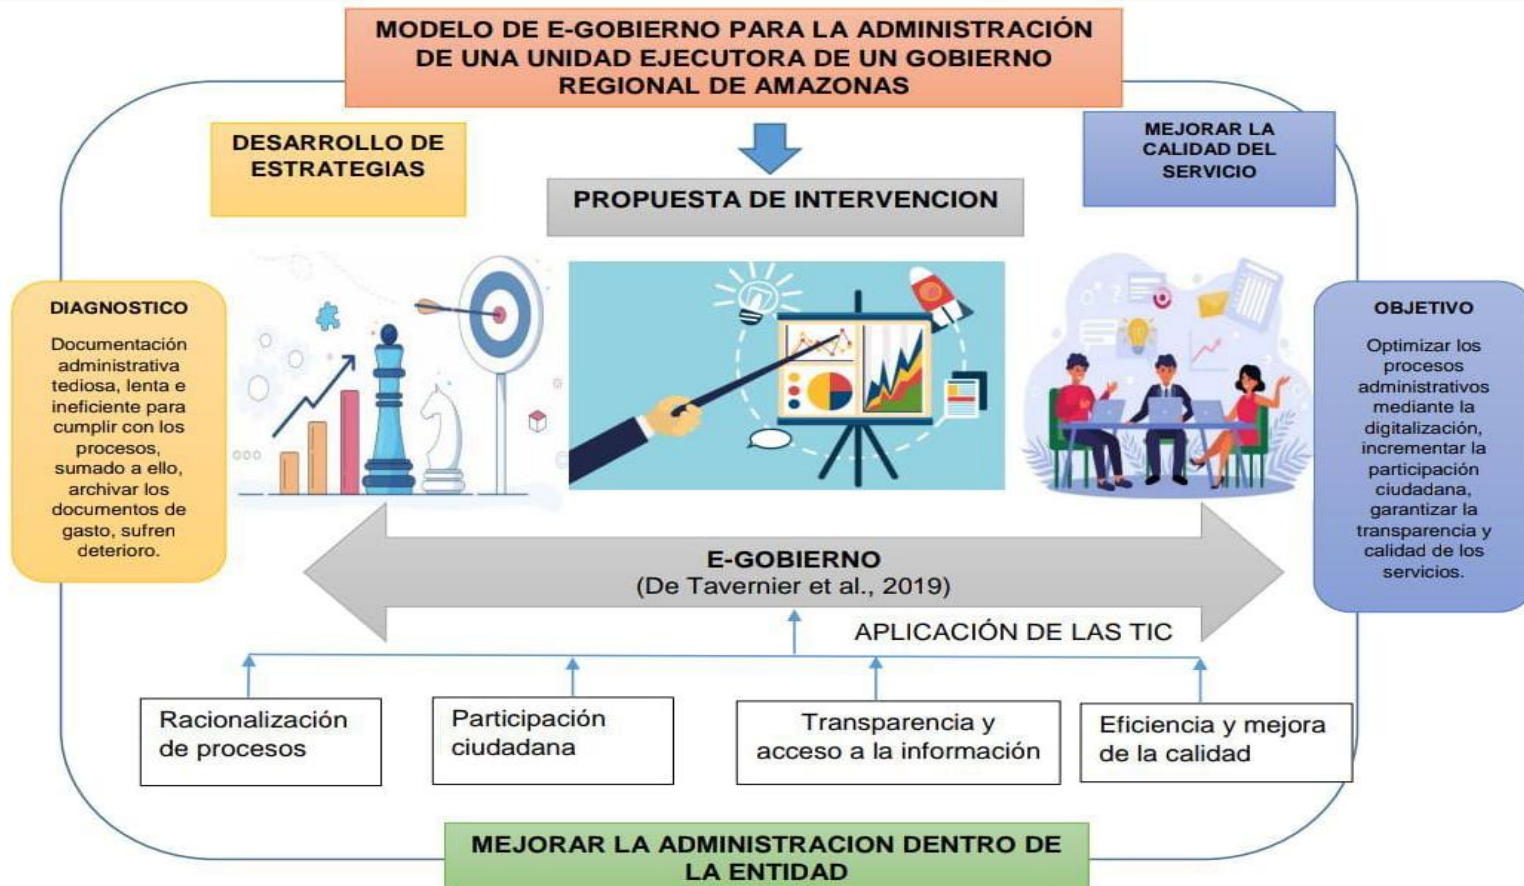 MODELO DE E-GOBIERNO PARA LA ADMINISTRACIÓN
DE UNA UNIDAD EJECUTORA DE UN GOBIERNO
REGIONAL DE AMAZONAS
DESARROLLO DE
ESTRATEGIAS
MEJORAR LA
CALIDAD DEL
SERVICIO
PROPUESTA DE INTERVENCION
DIAGNOSTICO
Documentación
administrativa
tediosa, lenta e
ineficiente para
cumplir con los
procesos,
sumado a ello,
archivar los
documentos de
gasto, sufren
deterioro.
OBJETIVO
Optimizar los
procesos
administrativos
mediante la
digitalización,
incrementar la
participación
ciudadana,
garantizar la
transparencia y
calidad de los
servicios.
E-GOBIERNO
(De Tavernier et al., 2019)
APLICACIÓN DE LAS TIC
Racionalización
de procesos
Participación
ciudadana
Transparencia y
acceso a la información
Eficiencia y mejora
de la calidad
MEJORAR LA ADMINISTRACION DENTRO DE
LA ENTIDAD